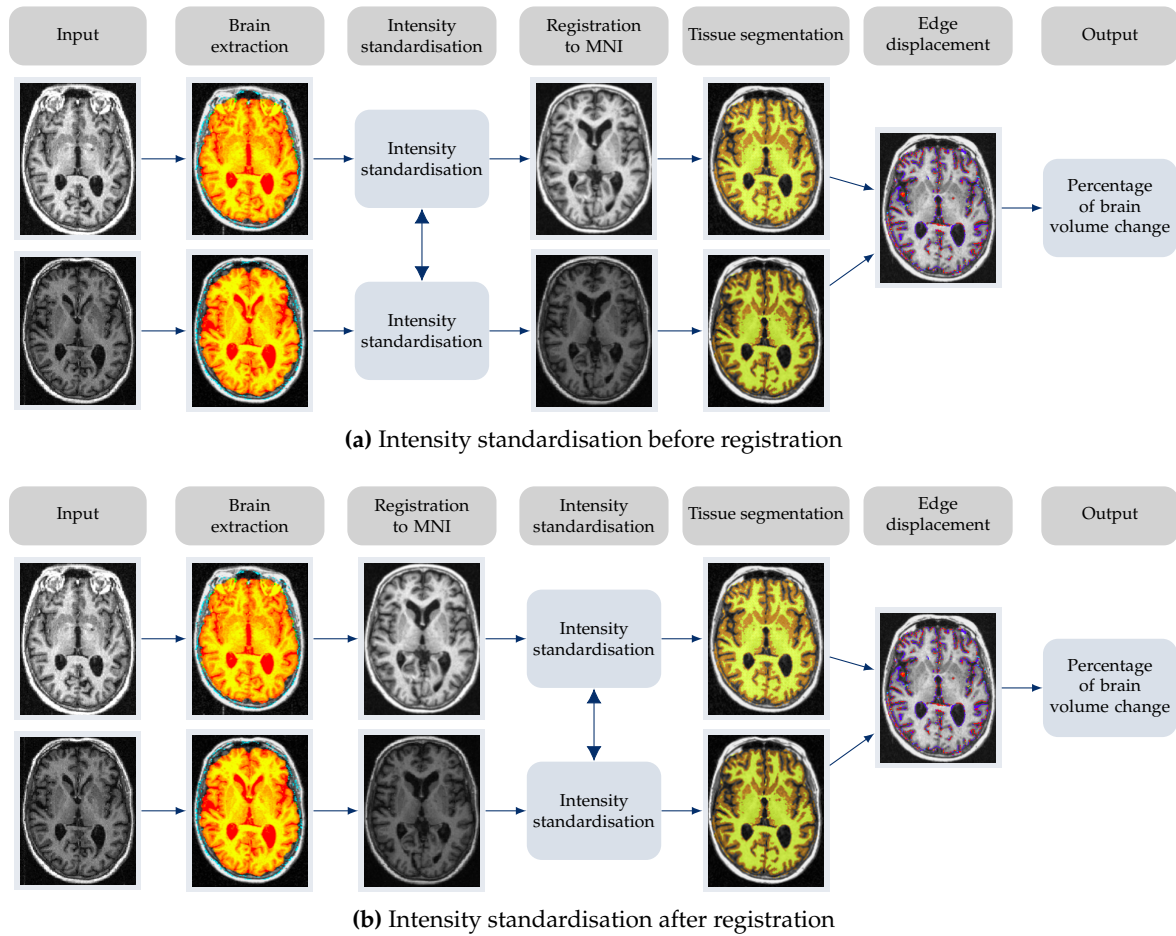 Input
Brain
extraction
Intensity
standardisation
Registration
to MNI
Tissue segmentation
Edge
displacement
Output
Intensity
standardisation
Percentage
of brain
volume change
Intensity
standardisation
(a) Intensity standardisation before registration
Input
Brain
extraction
Registration
to MNI
Intensity
standardisation
Tissue segmentation
Edge
displacement
Output
Intensity
standardisation
Percentage
of brain
volume change
Intensity
standardisation
(b) Intensity standardisation after registration